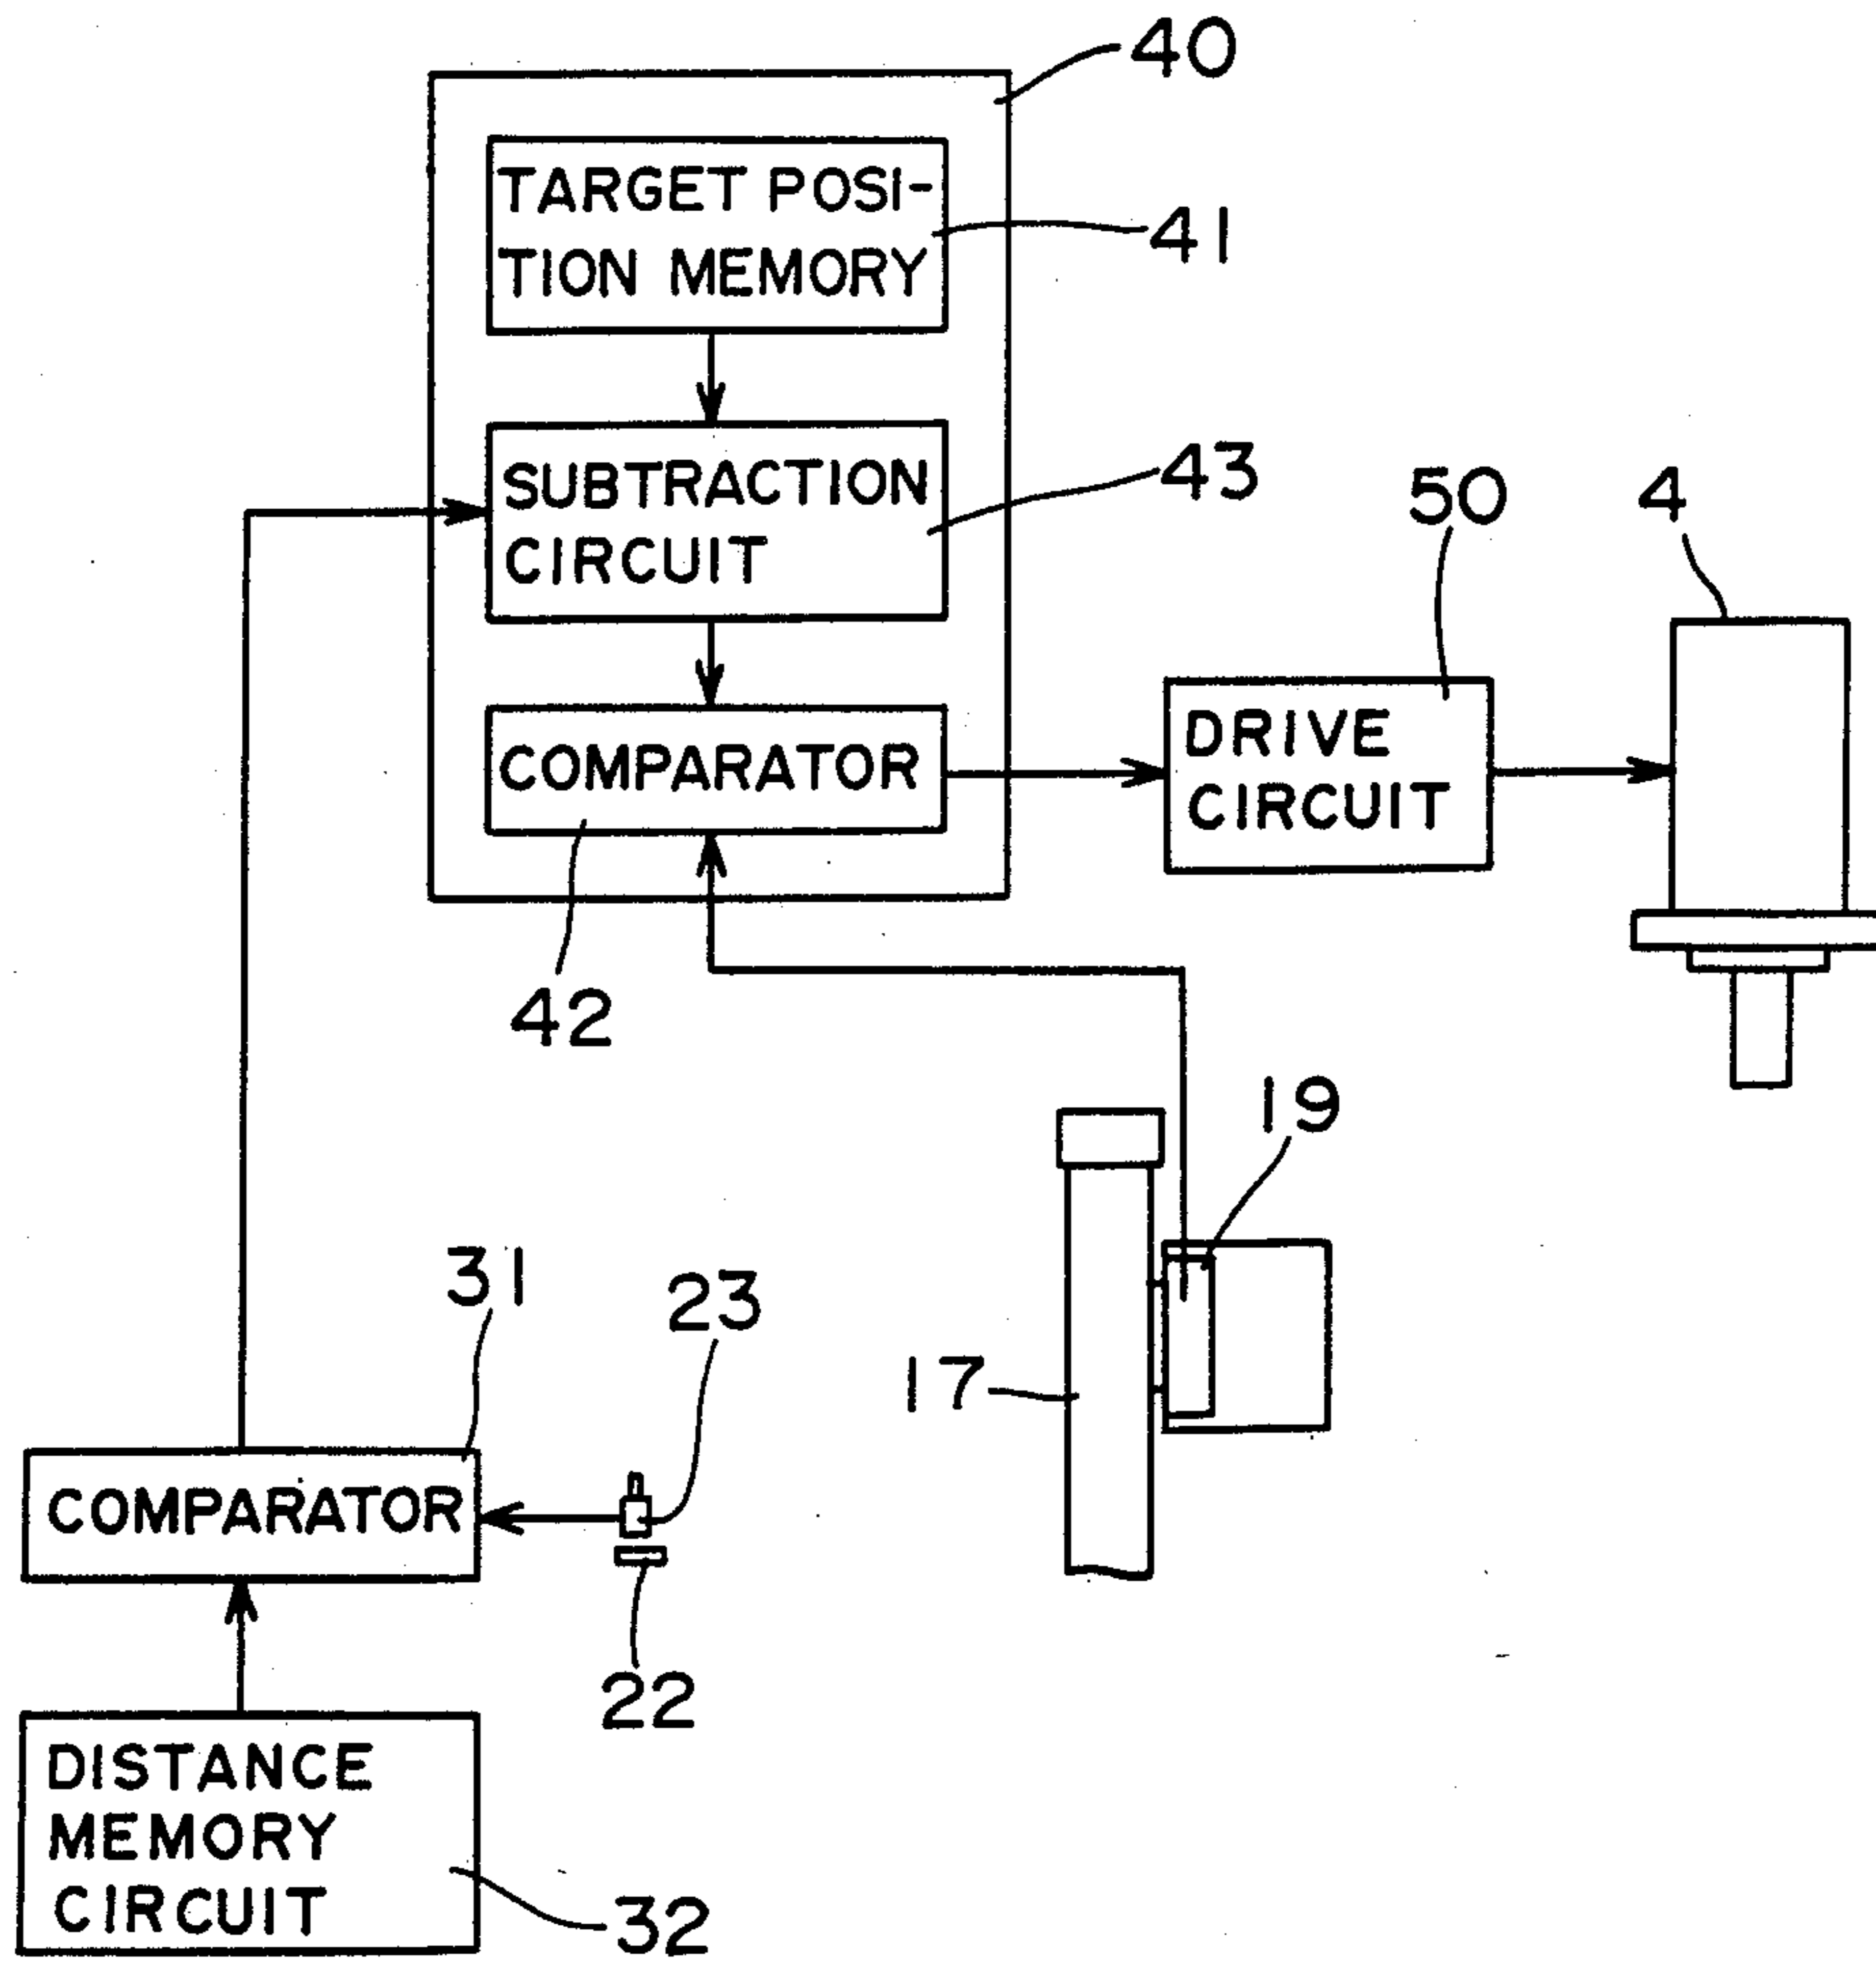 40
TARGET POSI-
TION MEMORY
41
SUBTRACTION
CIRCUIT
43
50
4
COMPARATOR
DRIVE
CIRCUIT
42
19
31
23
17
COMPARATOR
22
DISTANCE
MEMORY
CIRCUIT
32